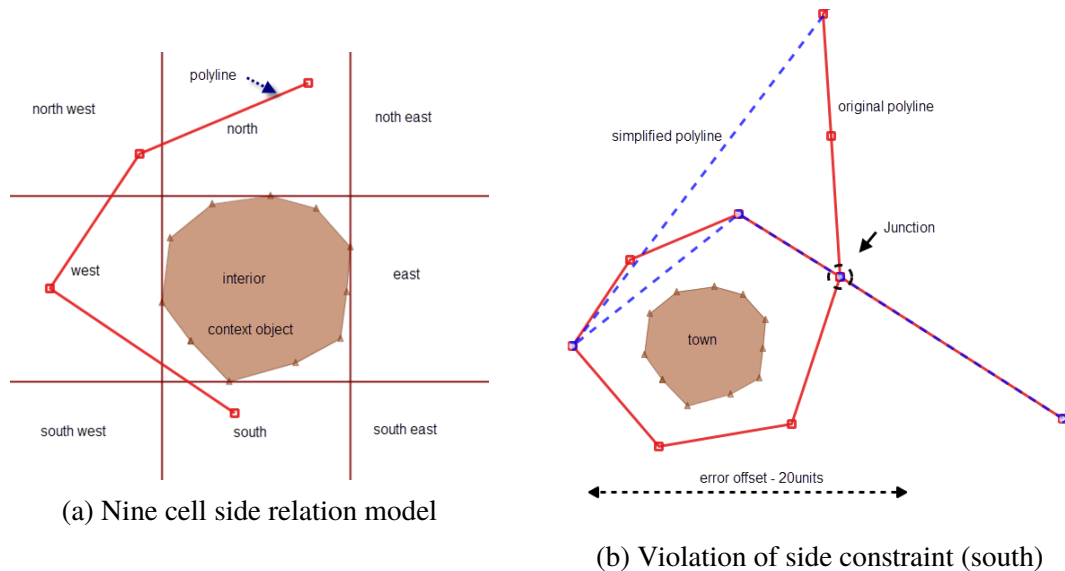 polyline
north west
north
noth east
west
interior
east
context object
south west
south
south east
(a) Nine cell side relation model
original polyline
simplified polyline
Junction
town
error offset - 20units
(b) Violation of side constraint (south)